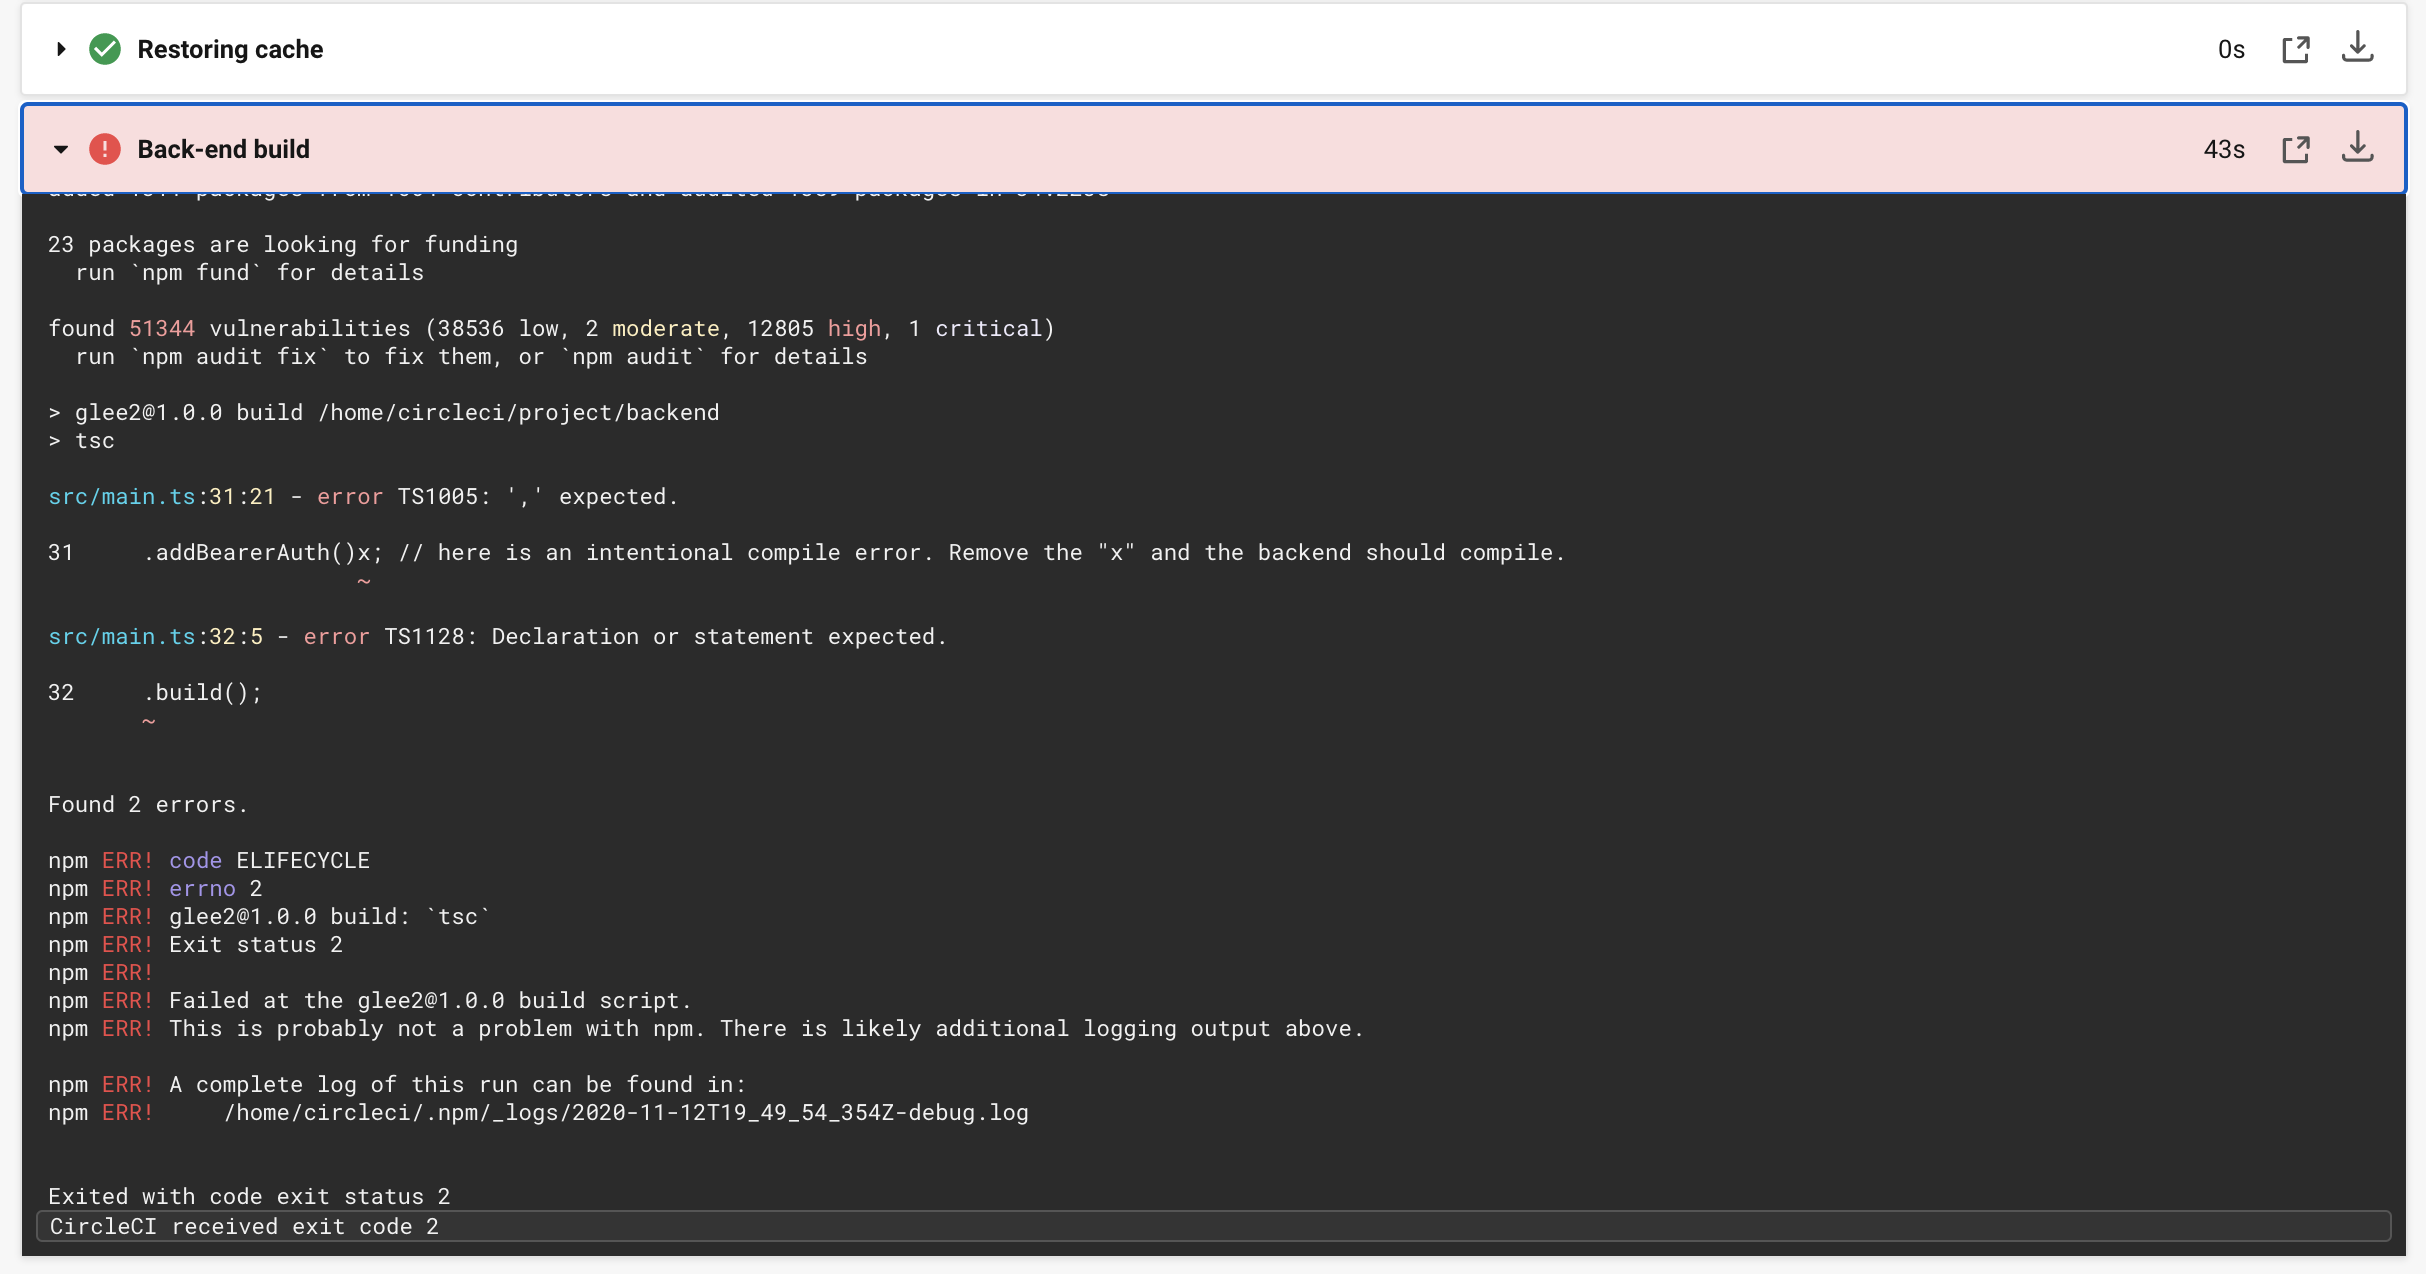 Restoring cache
0s
Back-end build
43s
23 packages are looking for funding
run `npm fund` for details
found 51344 vulnerabilities (38536 low, 2 moderate, 12805 high, 1 critical)
run `npm audit fix` to fix them, or `npm audit` for details
> glee2@1.0.0 build /home/circleci/project/backend
> tsc
src/main.ts:31:21 - error TS1005: ',' expected.
31     .addBearerAuth()x; // here is an intentional compile error. Remove the "x" and the backend should compile.
~
src/main.ts:32:5 - error TS1128: Declaration or statement expected.
32     .build();
~
Found 2 errors.
npm ERR! code ELIFECYCLE
npm ERR! errno 2
npm ERR! glee2@1.0.0 build: `tsc`
npm ERR! Exit status 2
npm ERR!
npm ERR! Failed at the glee2@1.0.0 build script.
npm ERR! This is probably not a problem with npm. There is likely additional logging output above.
npm ERR! A complete log of this run can be found in:
npm ERR!     /home/circleci/.npm/_logs/2020-11-12T19_49_54_354Z-debug.log
Exited with code exit status 2
CircleCI received exit code 2